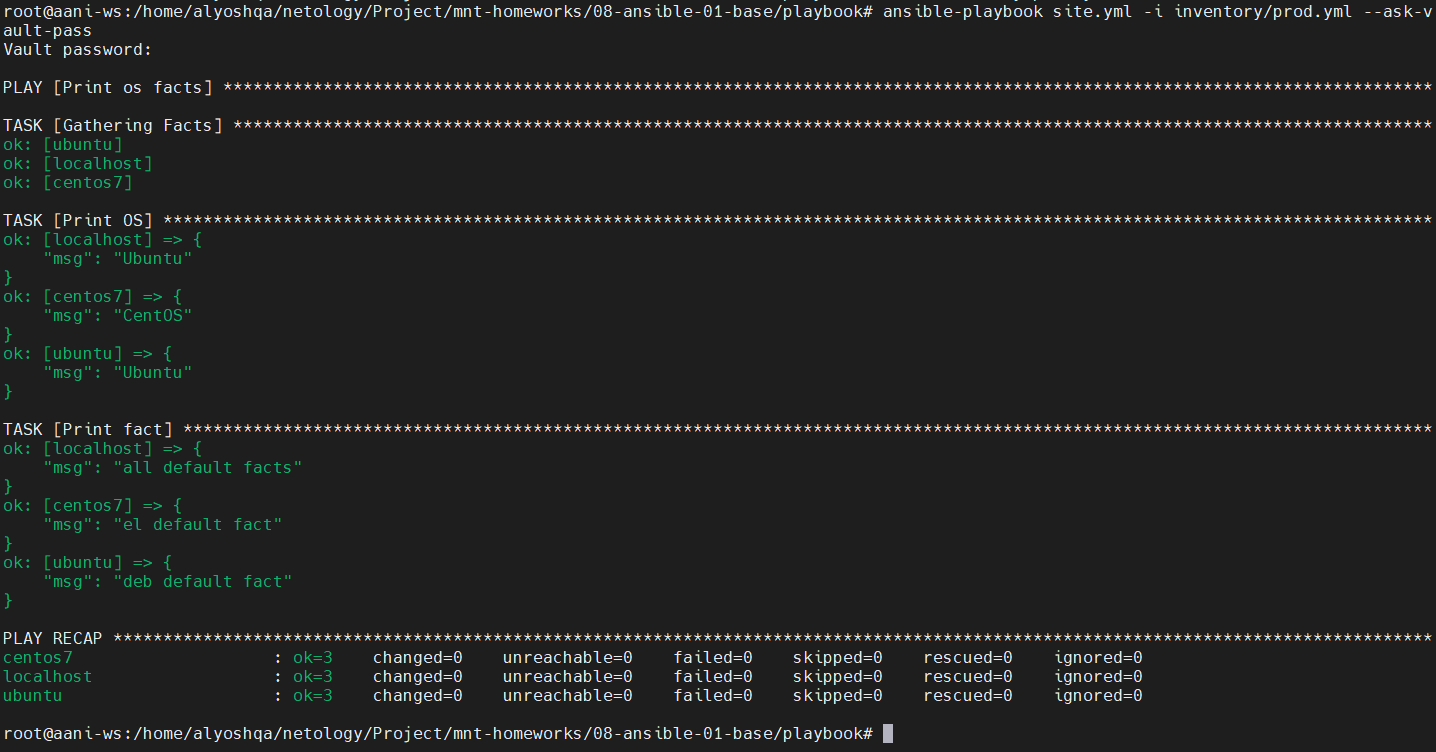 root@aani-ws:/home/alyoshqa/netology/Project/mnt-homeworks/08-ansible-01-base/playbook# ansible-playbook site.yml -i inventory/prod.yml --ask-v
ault-pass
Vault password:
PLAY [Print os facts] *************************************************************************************************************************
TASK [Gathering Facts] ************************************************************************************************************************
ok: [ubuntu]
ok: [localhost]
ok: [centos7]
TASK [Print OS] *******************************************************************************************************************************
ok: [localhost] => {
    "msg": "Ubuntu"
}
ok: [centos7] => {
    "msg": "CentOS"
}
ok: [ubuntu] => {
    "msg": "Ubuntu"
}
TASK [Print fact] *****************************************************************************************************************************
ok: [localhost] => {
    "msg": "all default facts"
}
ok: [centos7] => {
    "msg": "el default fact"
}
ok: [ubuntu] => {
    "msg": "deb default fact"
}
PLAY RECAP ************************************************************************************************************************************
centos7                    : ok=3    changed=0    unreachable=0    failed=0    skipped=0    rescued=0    ignored=0
localhost                  : ok=3    changed=0    unreachable=0    failed=0    skipped=0    rescued=0    ignored=0
ubuntu                     : ok=3    changed=0    unreachable=0    failed=0    skipped=0    rescued=0    ignored=0
root@aani-ws:/home/alyoshqa/netology/Project/mnt-homeworks/08-ansible-01-base/playbook#